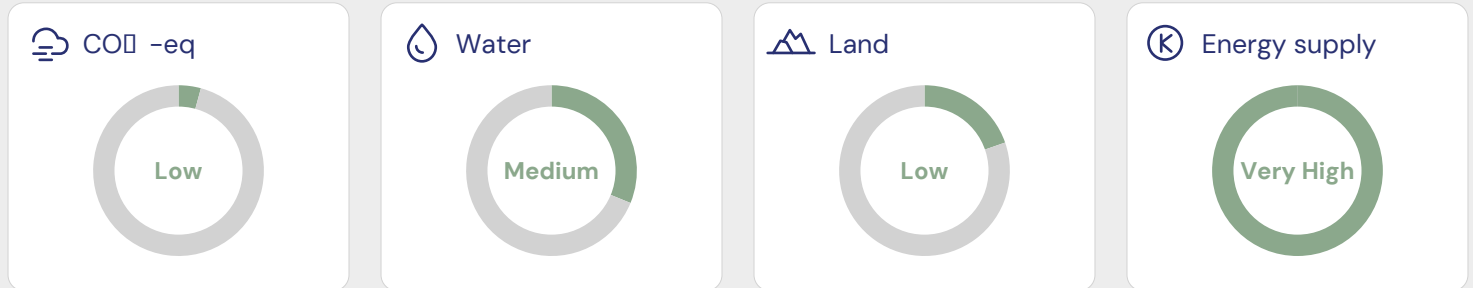 CO▯ -eq
Water
Land
Energy supply
Low
Medium
Low
Very High